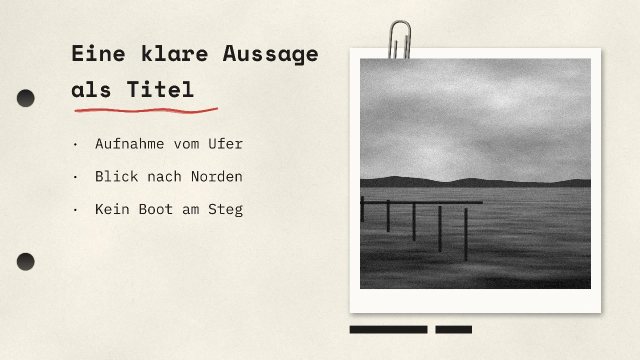 Eine klare Aussage
als Titel
· Aufnahme vom Ufer
· Blick nach Norden
· Kein Boot am Steg